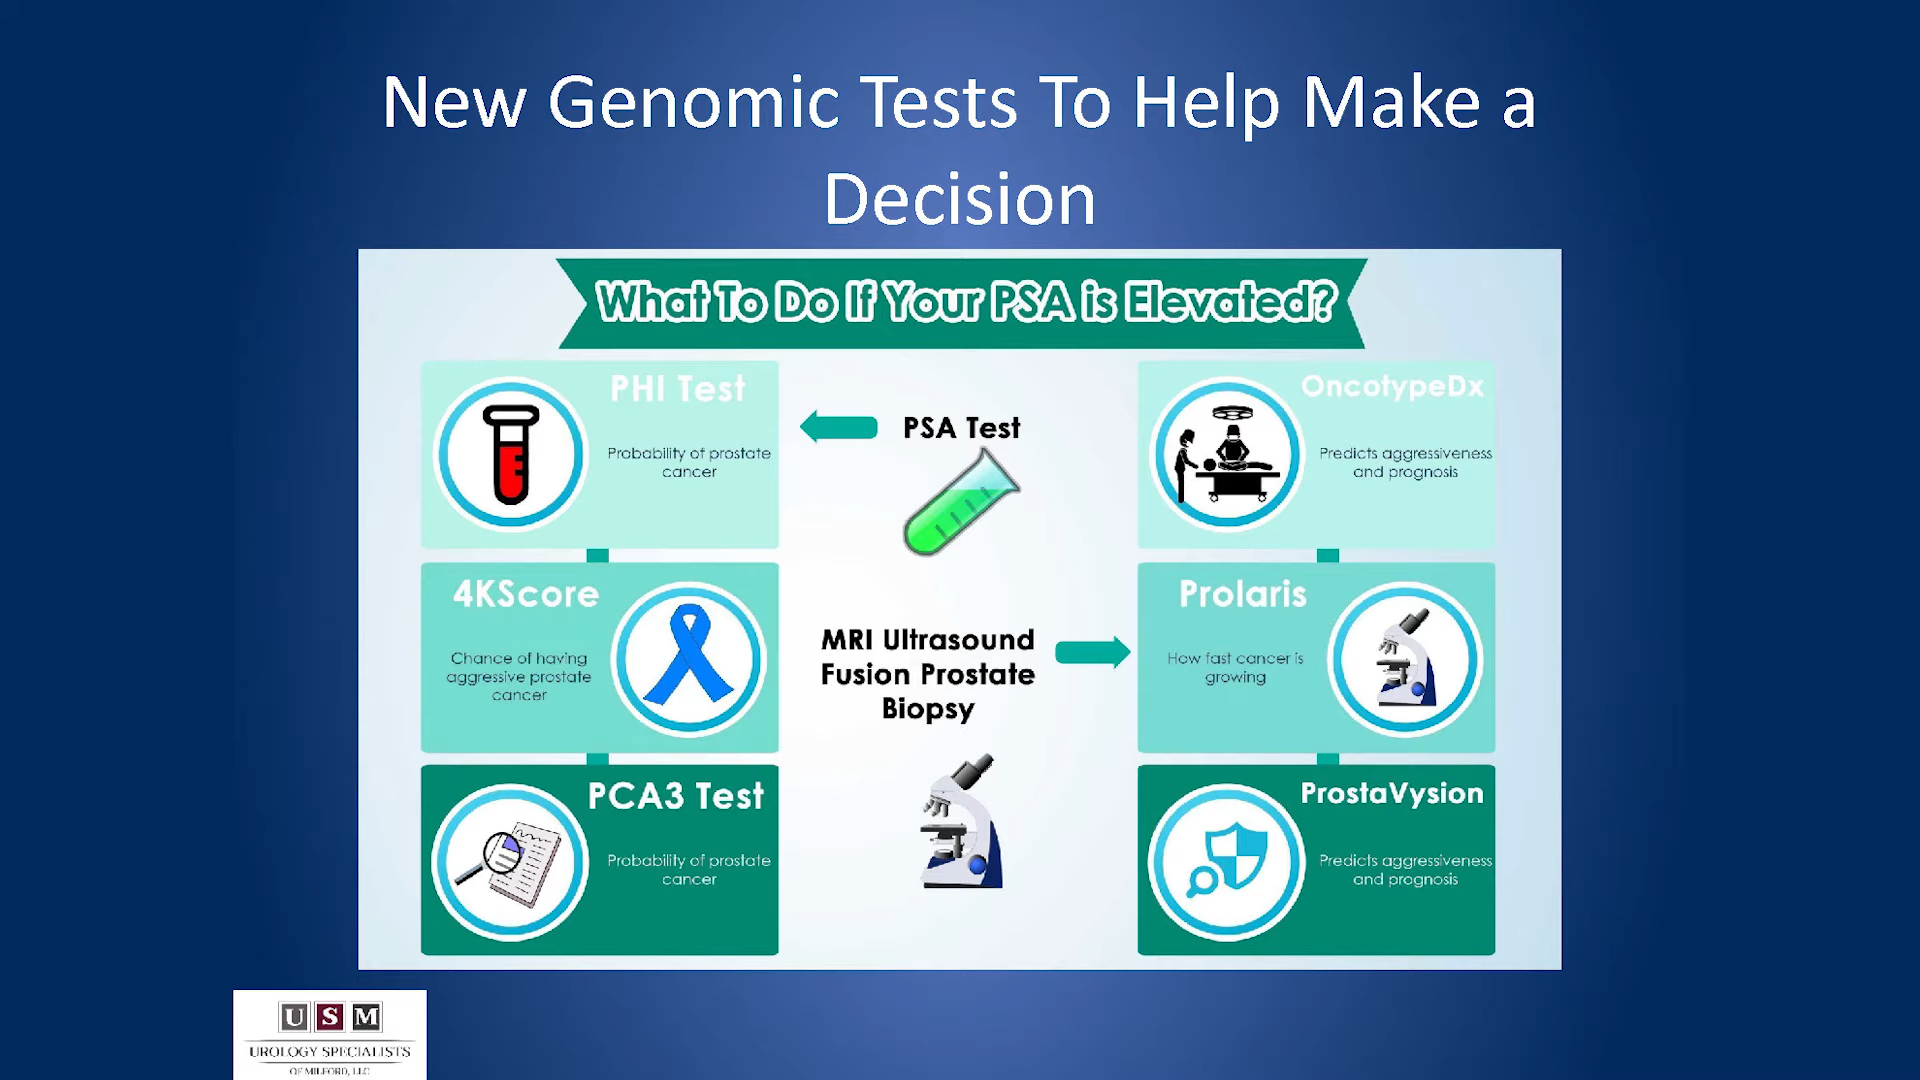 New Genomic Tests To Help Make a
Decision
What To Do If Your PSA is Elevated?
PHI Test
Probability of prostate
cancer
4KScore
Chance of having
aggressive prostate
cancer
PCA3 Test
Probability of prostate
cancer
PSA Test
MRI Ultrasound
Fusion Prostate
Biopsy
OncotypeDx
Predicts aggressiveness
and prognosis
Prolaris
How fast cancer is
growing
ProstaVysion
Predicts aggressiveness
and prognosis
USM
UROLOGY SPECIALISTS
OF MILFORD, LLC